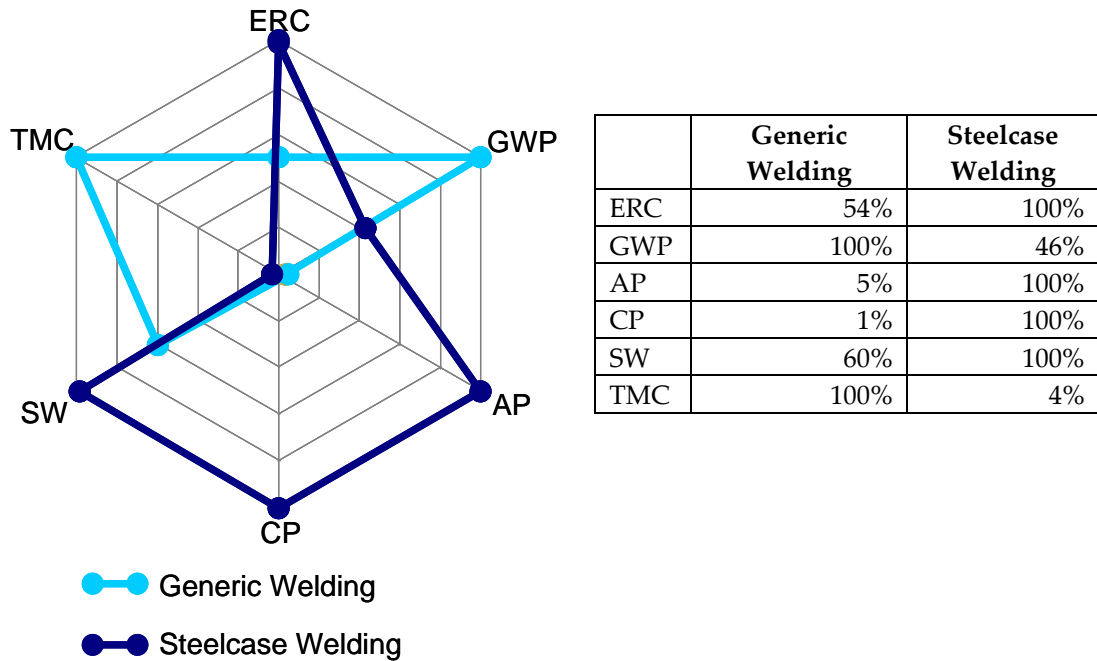 ERC
TMC
GWP
SW
AP
CP
Generic Welding
Steelcase Welding
Generic Welding Steelcase Welding
ERC 54% 100%
GWP 100% 46%
AP 5% 100%
CP 1% 100%
SW 60% 100%
TMC 100% 4%